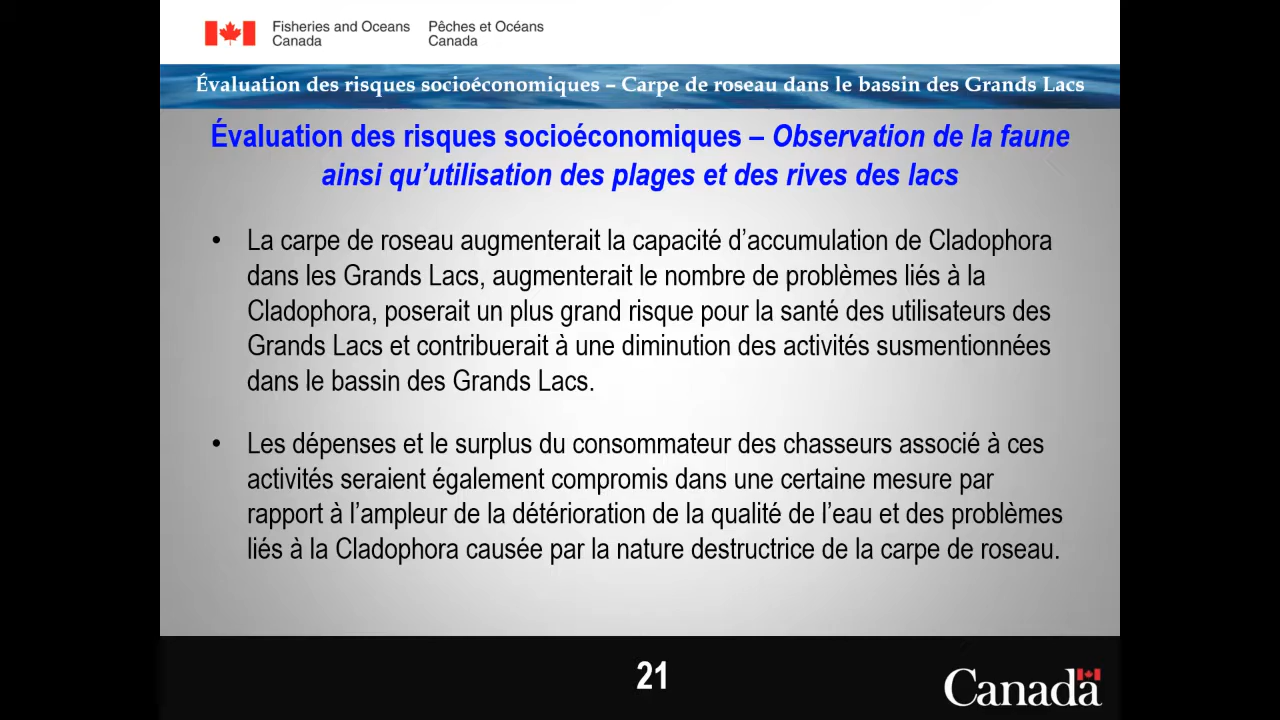 Fisheries and Oceans Canada
Pêches et Océans Canada
Évaluation des risques socioéconomiques – Carpe de roseau dans le bassin des Grands Lacs
Évaluation des risques socioéconomiques – Observation de la faune
ainsi qu’utilisation des plages et des rives des lacs
• La carpe de roseau augmenterait la capacité d’accumulation de Cladophora
dans les Grands Lacs, augmenterait le nombre de problèmes liés à la
Cladophora, poserait un plus grand risque pour la santé des utilisateurs des
Grands Lacs et contribuerait à une diminution des activités susmentionnées
dans le bassin des Grands Lacs.
• Les dépenses et le surplus du consommateur des chasseurs associé à ces
activités seraient également compromis dans une certaine mesure par
rapport à l’ampleur de la détérioration de la qualité de l’eau et des problèmes
liés à la Cladophora causée par la nature destructrice de la carpe de roseau.
21
Canada